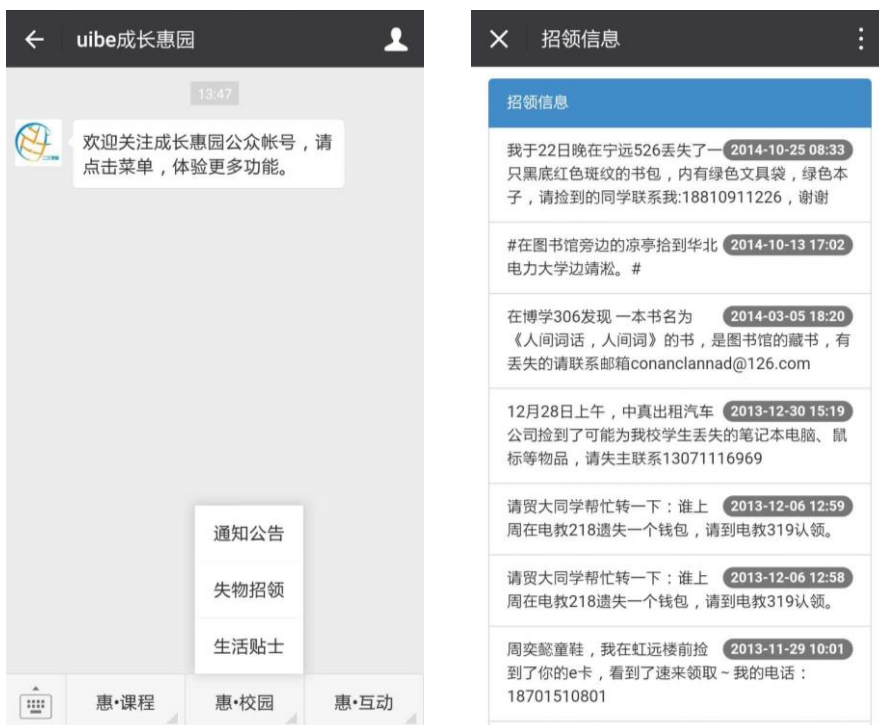 uibe成长惠园
13:47
欢迎关注成长惠园公众帐号，请
点击菜单，体验更多功能。
通知公告
失物招领
生活贴士
惠•课程
惠•校园
惠•互动
招领信息
招领信息
我于22日晚在宁远526丢失了一 2014-10-25 08:33
只黑底红色斑纹的书包，内有绿色文具袋，绿色本
子，请捡到的同学联系我:18810911226，谢谢
#在图书馆旁边的凉亭拾到华北 2014-10-13 17:02
电力大学边靖淞。#
在博学306发现 一本书名为 2014-03-05 18:20
《人间词话，人间词》的书，是图书馆的藏书，有
丢失的请联系邮箱conanclannad@126.com
12月28日上午，中真出租汽车 2013-12-30 15:19
公司捡到了可能为我校学生丢失的笔记本电脑、鼠
标等物品，请失主联系13071116969
请贸大同学帮忙转一下：谁上 2013-12-06 12:59
周在电教218遗失一个钱包，请到电教319认领。
请贸大同学帮忙转一下：谁上 2013-12-06 12:58
周在电教218遗失一个钱包，请到电教319认领。
周奕懿童鞋，我在虹远楼前捡 2013-11-29 10:01
到了你的e卡，看到了速来领取～我的电话：
18701510801